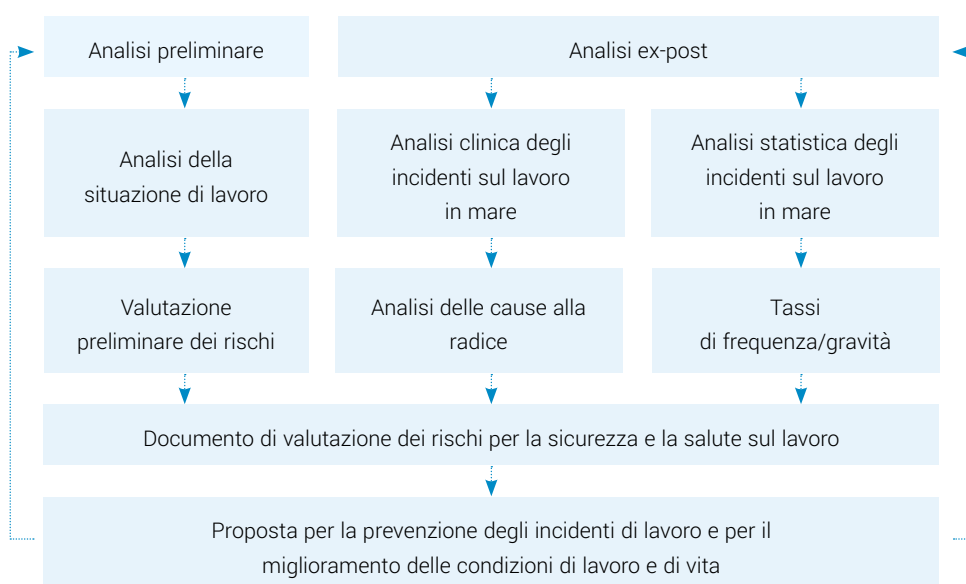 Analisi preliminare
Analisi ex-post
Analisi della
situazione di lavoro
Analisi clinica degli
incidenti sul lavoro
in mare
Analisi statistica degli
incidenti sul lavoro
in mare
Valutazione
preliminare dei rischi
Analisi delle cause alla
radice
Tassi
di frequenza/gravità
Documento di valutazione dei rischi per la sicurezza e la salute sul lavoro
Proposta per la prevenzione degli incidenti di lavoro e per il
miglioramento delle condizioni di lavoro e di vita